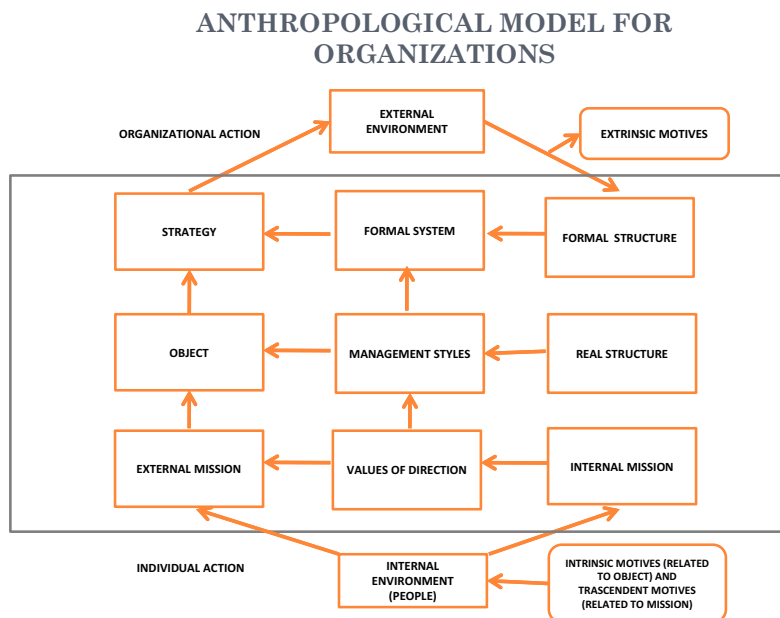 ANTHROPOLOGICAL MODEL FOR
ORGANIZATIONS
EXTERNAL
ENVIRONMENT
ORGANIZATIONAL ACTION
EXTRINSIC MOTIVES
STRATEGY
FORMAL SYSTEM
FORMAL STRUCTURE
OBJECT
MANAGEMENT STYLES
REAL STRUCTURE
EXTERNAL MISSION
VALUES OF DIRECTION
INTERNAL MISSION
INDIVIDUAL ACTION
INTERNAL
ENVIRONMENT
(PEOPLE)
INTRINSIC MOTIVES (RELATED
TO OBJECT) AND
TRASCENDENT MOTIVES
(RELATED TO MISSION)